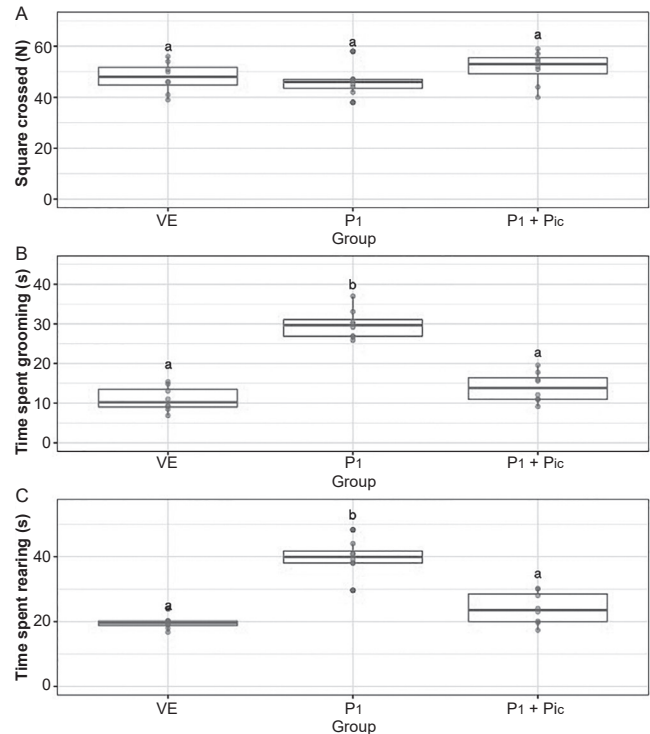 A
Square crossed (N)
60
40
20
0
a
a
a
VE
P1
P1 + Pic
Group
B
Time spent grooming (s)
40
30
20
10
0
a
b
a
VE
P1
P1 + Pic
Group
C
Time spent rearing (s)
40
20
0
a
b
a
VE
P1
P1 + Pic
Group